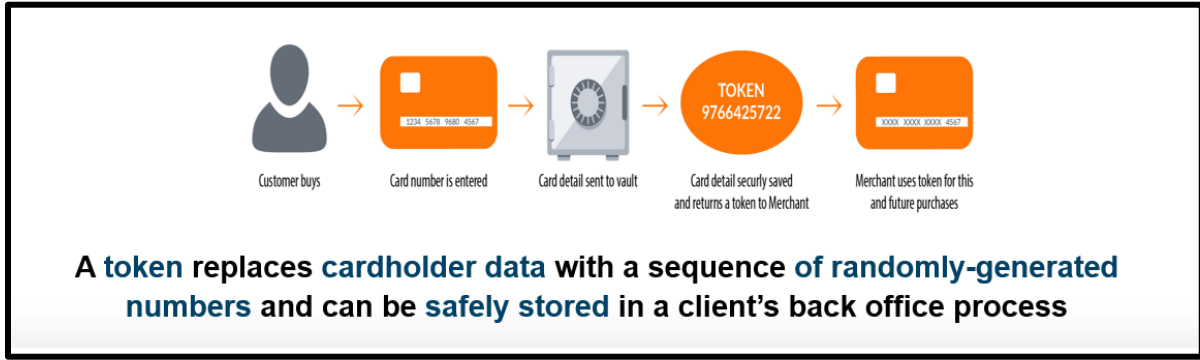 TOKEN
9766425722
1234 5678 9680 4567
XXXX XXXX XXXX 4567
Customer buys
Card number is entered
Card detail sent to vault
Card detail securly saved
and returns a token to Merchant
Merchant uses token for this
and future purchases
A token replaces cardholder data with a sequence of randomly-generated
numbers and can be safely stored in a client’s back office process